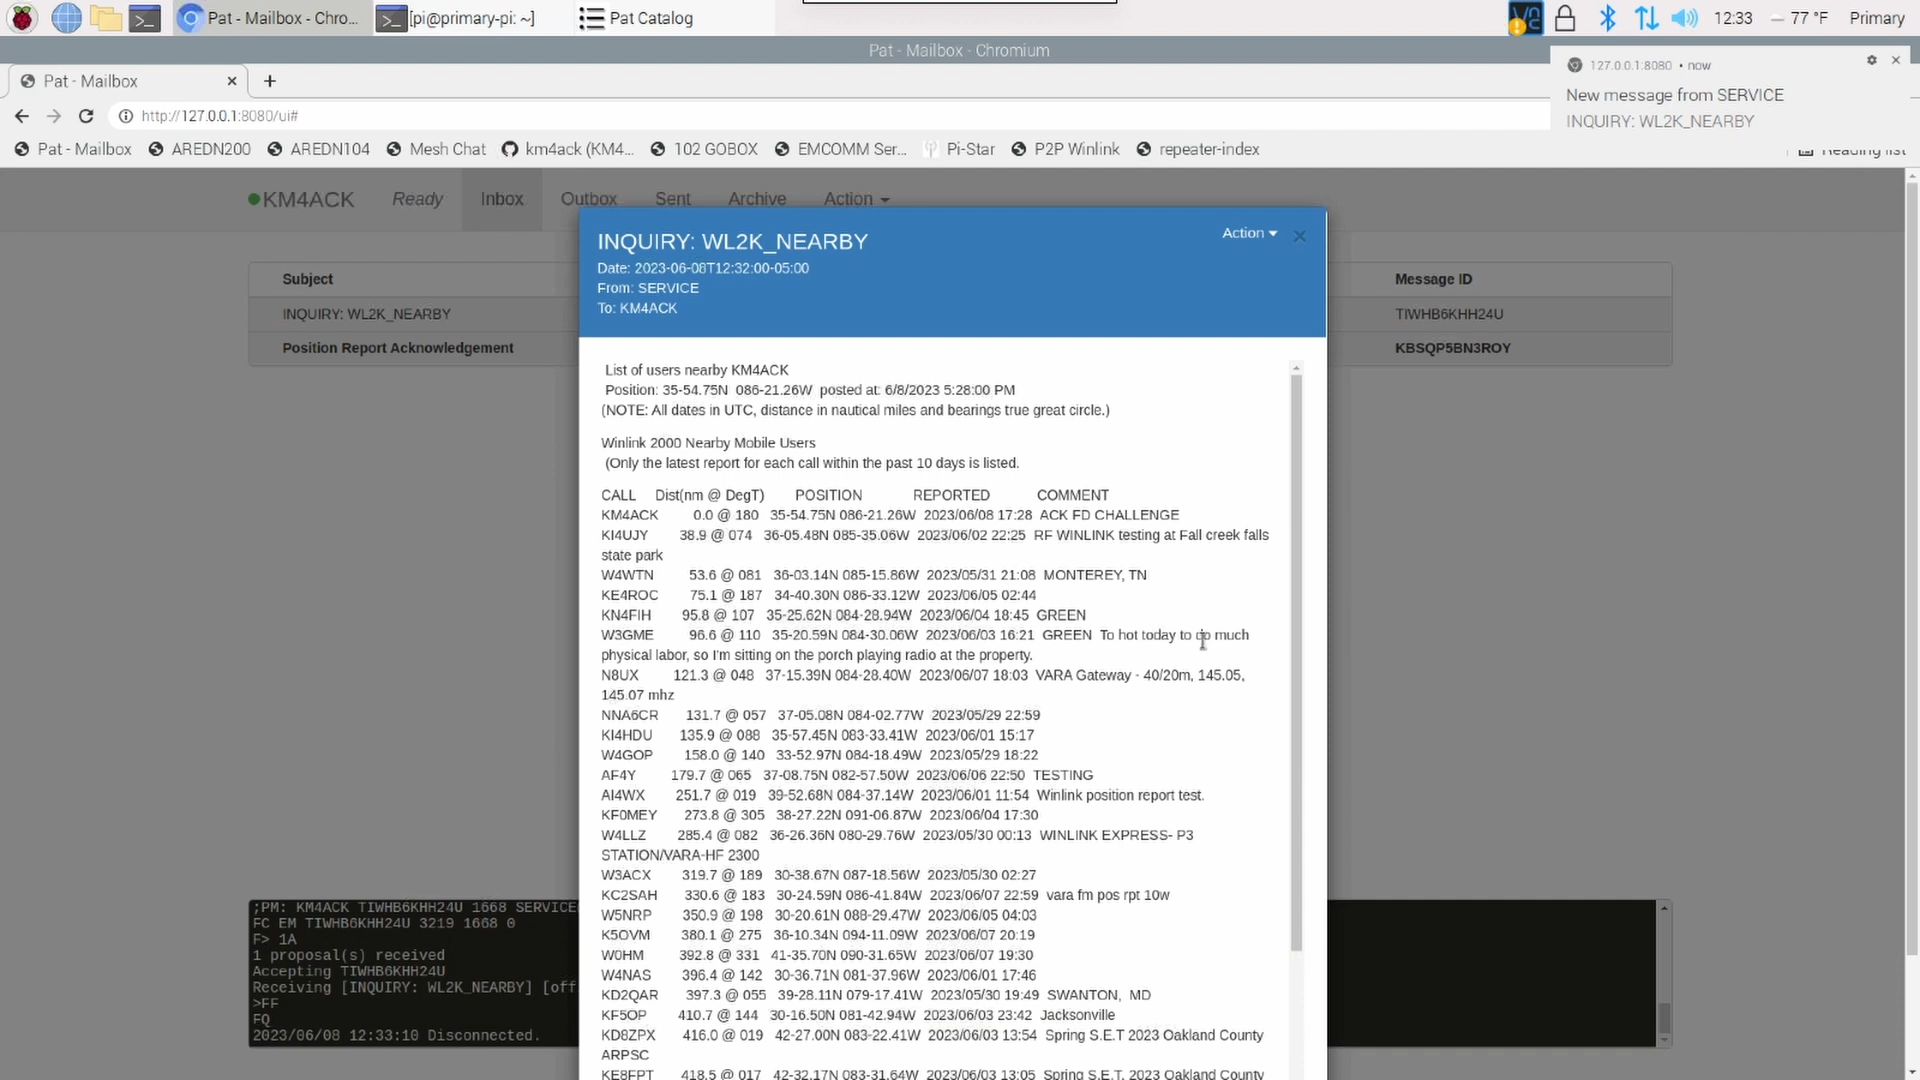 Pat - Mailbox - Chro...
[pi@primary-pi: ~]
Pat Catalog
12:33
77 °F
Primary
Pat - Mailbox - Chromium
Pat - Mailbox
127.0.0.1:8080 • now
New message from SERVICE
INQUIRY: WL2K_NEARBY
http://127.0.0.1:8080/ui#
Pat - Mailbox
AREDN200
AREDN104
Mesh Chat
km4ack (KM4...
102 GOBOX
EMCOMM Ser...
Pi-Star
P2P Winlink
repeater-index
Reading list
KM4ACK
Ready
Inbox
Outbox
Sent
Archive
Action
Subject
Message ID
INQUIRY: WL2K_NEARBY
TIWHB6KHH24U
Position Report Acknowledgement
KBSQP5BN3ROY
INQUIRY: WL2K_NEARBY
Action
Date: 2023-06-08T12:32:00-05:00
From: SERVICE
To: KM4ACK
List of users nearby KM4ACK
Position: 35-54.75N 086-21.26W posted at: 6/8/2023 5:28:00 PM
(NOTE: All dates in UTC, distance in nautical miles and bearings true great circle.)
Winlink 2000 Nearby Mobile Users
(Only the latest report for each call within the past 10 days is listed.
CALL Dist(nm @ DegT) POSITION REPORTED COMMENT
KM4ACK 0.0 @ 180 35-54.75N 086-21.26W 2023/06/08 17:28 ACK FD CHALLENGE
KI4UJY 38.9 @ 074 36-05.48N 085-35.06W 2023/06/02 22:25 RF WINLINK testing at Fall creek falls
state park
W4WTN 53.6 @ 081 36-03.14N 085-15.86W 2023/05/31 21:08 MONTEREY, TN
KE4ROC 75.1 @ 187 34-40.30N 086-33.12W 2023/06/05 02:44
KN4FIH 95.8 @ 107 35-25.62N 084-28.94W 2023/06/04 18:45 GREEN
W3GME 96.6 @ 110 35-20.59N 084-30.06W 2023/06/03 16:21 GREEN To hot today to do much
physical labor, so I'm sitting on the porch playing radio at the property.
N8UX 121.3 @ 048 37-15.39N 084-28.40W 2023/06/07 18:03 VARA Gateway - 40/20m, 145.05,
145.07 mhz
NNA6CR 131.7 @ 057 37-05.08N 084-02.77W 2023/05/29 22:59
KI4HDU 135.9 @ 088 35-57.45N 083-33.41W 2023/06/01 15:17
W4GOP 158.0 @ 140 33-52.97N 084-18.49W 2023/05/29 18:22
AF4Y 179.7 @ 065 37-08.75N 082-57.50W 2023/06/06 22:50 TESTING
AI4WX 251.7 @ 019 39-52.68N 084-37.14W 2023/06/01 11:54 Winlink position report test.
KF0MEY 273.8 @ 305 38-27.22N 091-06.87W 2023/06/04 17:30
W4LLZ 285.4 @ 082 36-26.36N 080-29.76W 2023/05/30 00:13 WINLINK EXPRESS- P3
STATION/VARA-HF 2300
W3ACX 319.7 @ 189 30-38.67N 087-18.56W 2023/05/30 02:27
KC2SAH 330.6 @ 183 30-24.59N 086-41.84W 2023/06/07 22:59 vara fm pos rpt 10w
W5NRP 350.9 @ 198 30-20.61N 088-29.47W 2023/06/05 04:03
K5OVM 380.1 @ 275 36-10.34N 094-11.09W 2023/06/07 20:19
W0HM 392.8 @ 331 41-35.70N 090-31.65W 2023/06/07 19:30
W4NAS 396.4 @ 142 30-36.71N 081-37.96W 2023/06/01 17:46
KD2QAR 397.3 @ 055 39-28.11N 079-17.41W 2023/05/30 19:49 SWANTON, MD
KF5OP 410.7 @ 144 30-16.50N 081-42.94W 2023/06/03 23:42 Jacksonville
KD8ZPX 416.0 @ 019 42-27.00N 083-22.41W 2023/06/03 13:54 Spring S.E.T 2023 Oakland County
ARPSC
KE8FPT 418.5 @ 017 42-32.17N 083-31.64W 2023/06/03 13:05 Spring S.E.T. 2023 Oakland County
;PM: KM4ACK TIWHB6KHH24U 1668 SERVICE
FC EM TIWHB6KHH24U 3219 1668 0
F> 1A
1 proposal(s) received
Accepting TIWHB6KHH24U
Receiving [INQUIRY: WL2K_NEARBY] [off
>FF
FQ
2023/06/08 12:33:10 Disconnected.